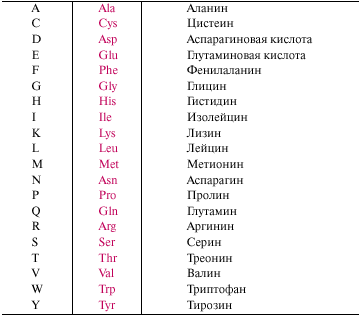 A Ala Аланин
C Cys Цистеин
D Asp Аспарагиновая кислота
E Glu Глутаминовая кислота
F Phe Фенилаланин
G Gly Глицин
H His Гистидин
I Ile Изолейцин
K Lys Лизин
L Leu Лейцин
M Met Метионин
N Asn Аспарагин
P Pro Пролин
Q Gln Глутамин
R Arg Аргинин
S Ser Серин
T Thr Треонин
V Val Валин
W Trp Триптофан
Y Tyr Тирозин